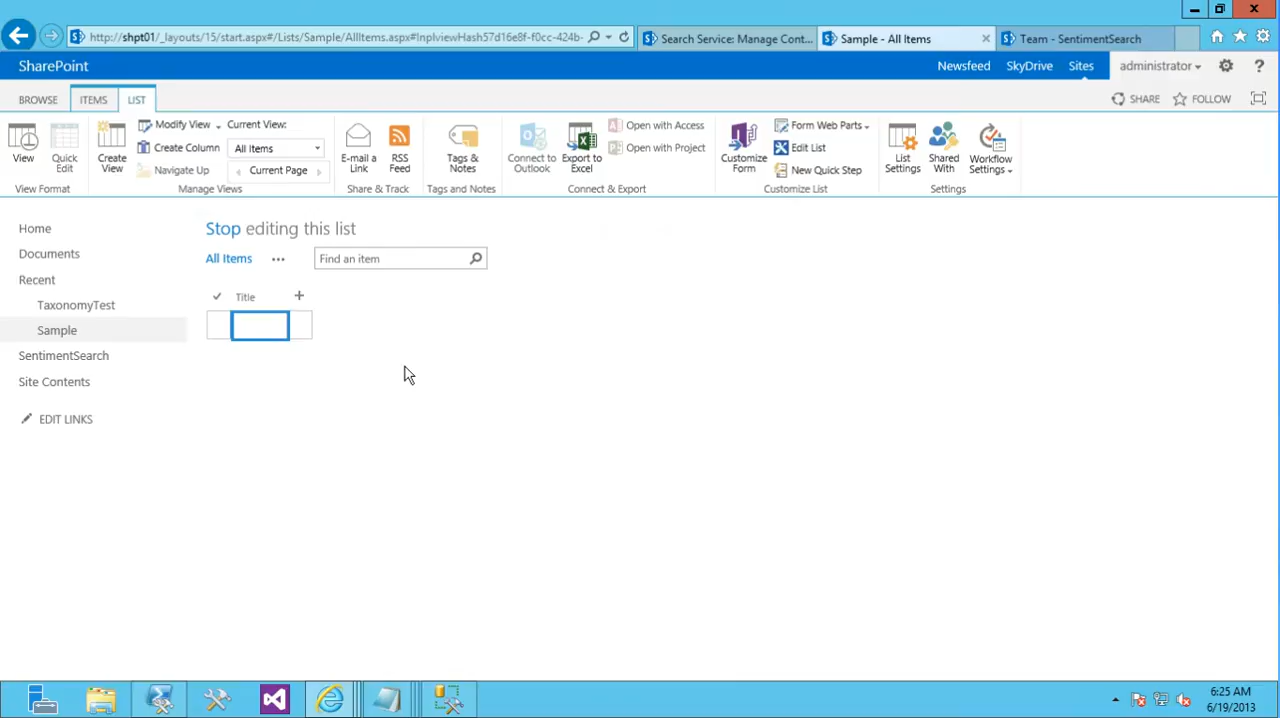 http://shpt01/_layouts/15/start.aspx#/Lists/Sample/AllItems.aspx#InplviewHash57d16e8f-f0cc-424b-
Search Service: Manage Cont...
Sample - All Items
Team - SentimentSearch
SharePoint
Newsfeed
SkyDrive
Sites
administrator
BROWSE
ITEMS
LIST
SHARE
FOLLOW
View
Quick Edit
View Format
Create View
Modify View
Create Column
Navigate Up
Current View:
All Items
Current Page
Manage Views
E-mail a Link
RSS Feed
Share & Track
Tags & Notes
Tags and Notes
Connect to Outlook
Export to Excel
Open with Access
Open with Project
Connect & Export
Customize Form
Form Web Parts
Edit List
New Quick Step
Customize List
List Settings
Shared With
Workflow Settings
Settings
Home
Documents
Recent
TaxonomyTest
Sample
SentimentSearch
Site Contents
EDIT LINKS
Stop editing this list
All Items
Find an item
Title
6:25 AM
6/19/2013